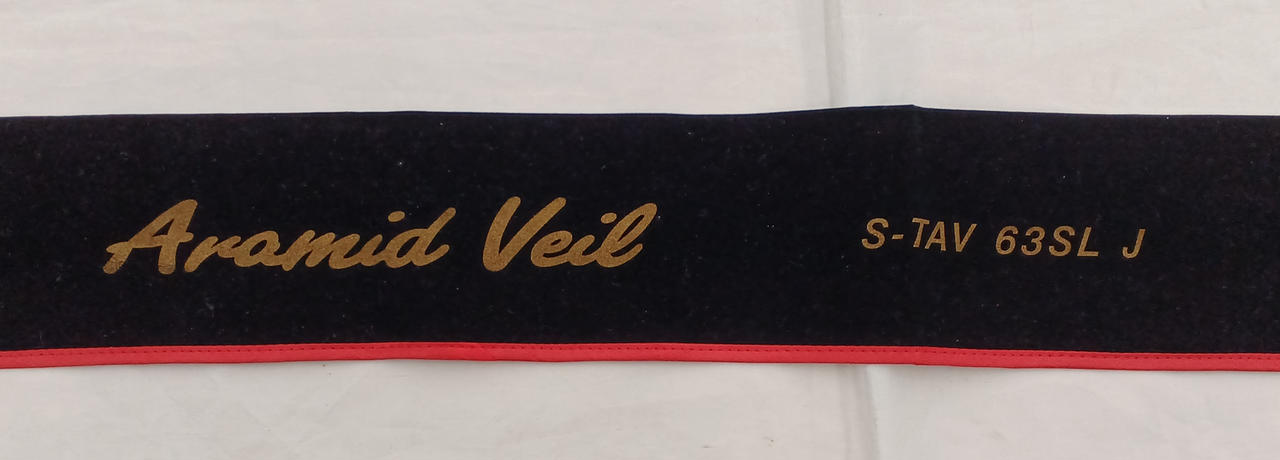 Aramid Veil S-TAV 63SL J